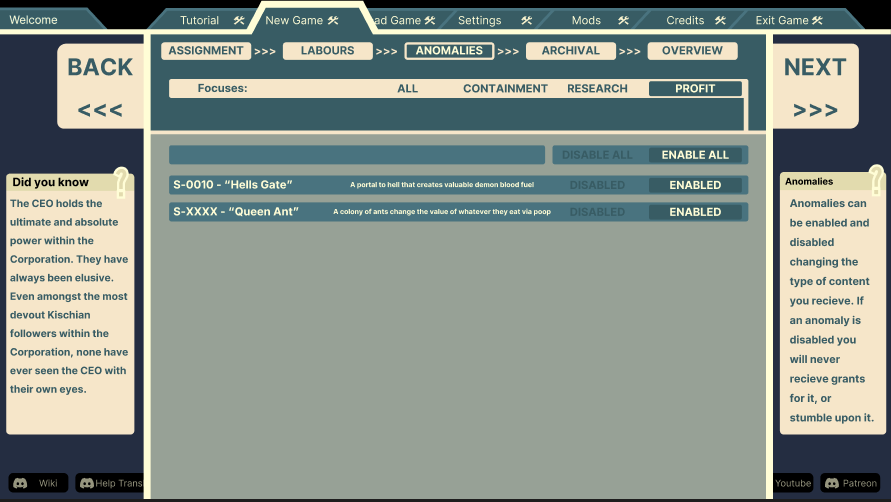 Welcome
Tutorial
New Game
ad Game
Settings
Mods
Credits
Exit Game
BACK
<<<
ASSIGNMENT >>> LABOURS >>> ANOMALIES >>> ARCHIVAL >>> OVERVIEW
NEXT
>>>
Focuses: ALL CONTAINMENT RESEARCH PROFIT
DISABLE ALL ENABLE ALL
S-0010 - “Hells Gate” A portal to hell that creates valuable demon blood fuel DISABLED ENABLED
S-XXXX - “Queen Ant” A colony of ants change the value of whatever they eat via poop DISABLED ENABLED
Did you know ?
The CEO holds the
ultimate and absolute
power within the
Corporation. They have
always been elusive.
Even amongst the most
devout Kischian
followers within the
Corporation, none have
ever seen the CEO with
their own eyes.
Anomalies ?
Anomalies can
be enabled and
disabled
changing the
type of content
you recieve. If
an anomaly is
disabled you
will never
recieve grants
for it, or
stumble upon it.
Wiki
Help Trans
Youtube
Patreon